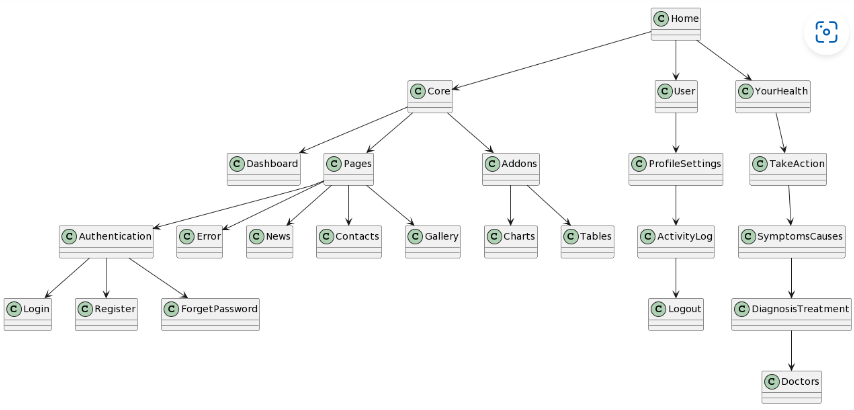 C Home
C Core
C User
C YourHealth
C Dashboard
C Pages
C Addons
C ProfileSettings
C TakeAction
C Authentication
C Error
C News
C Contacts
C Gallery
C Charts
C Tables
C ActivityLog
C SymptomsCauses
C Login
C Register
C ForgetPassword
C Logout
C DiagnosisTreatment
C Doctors